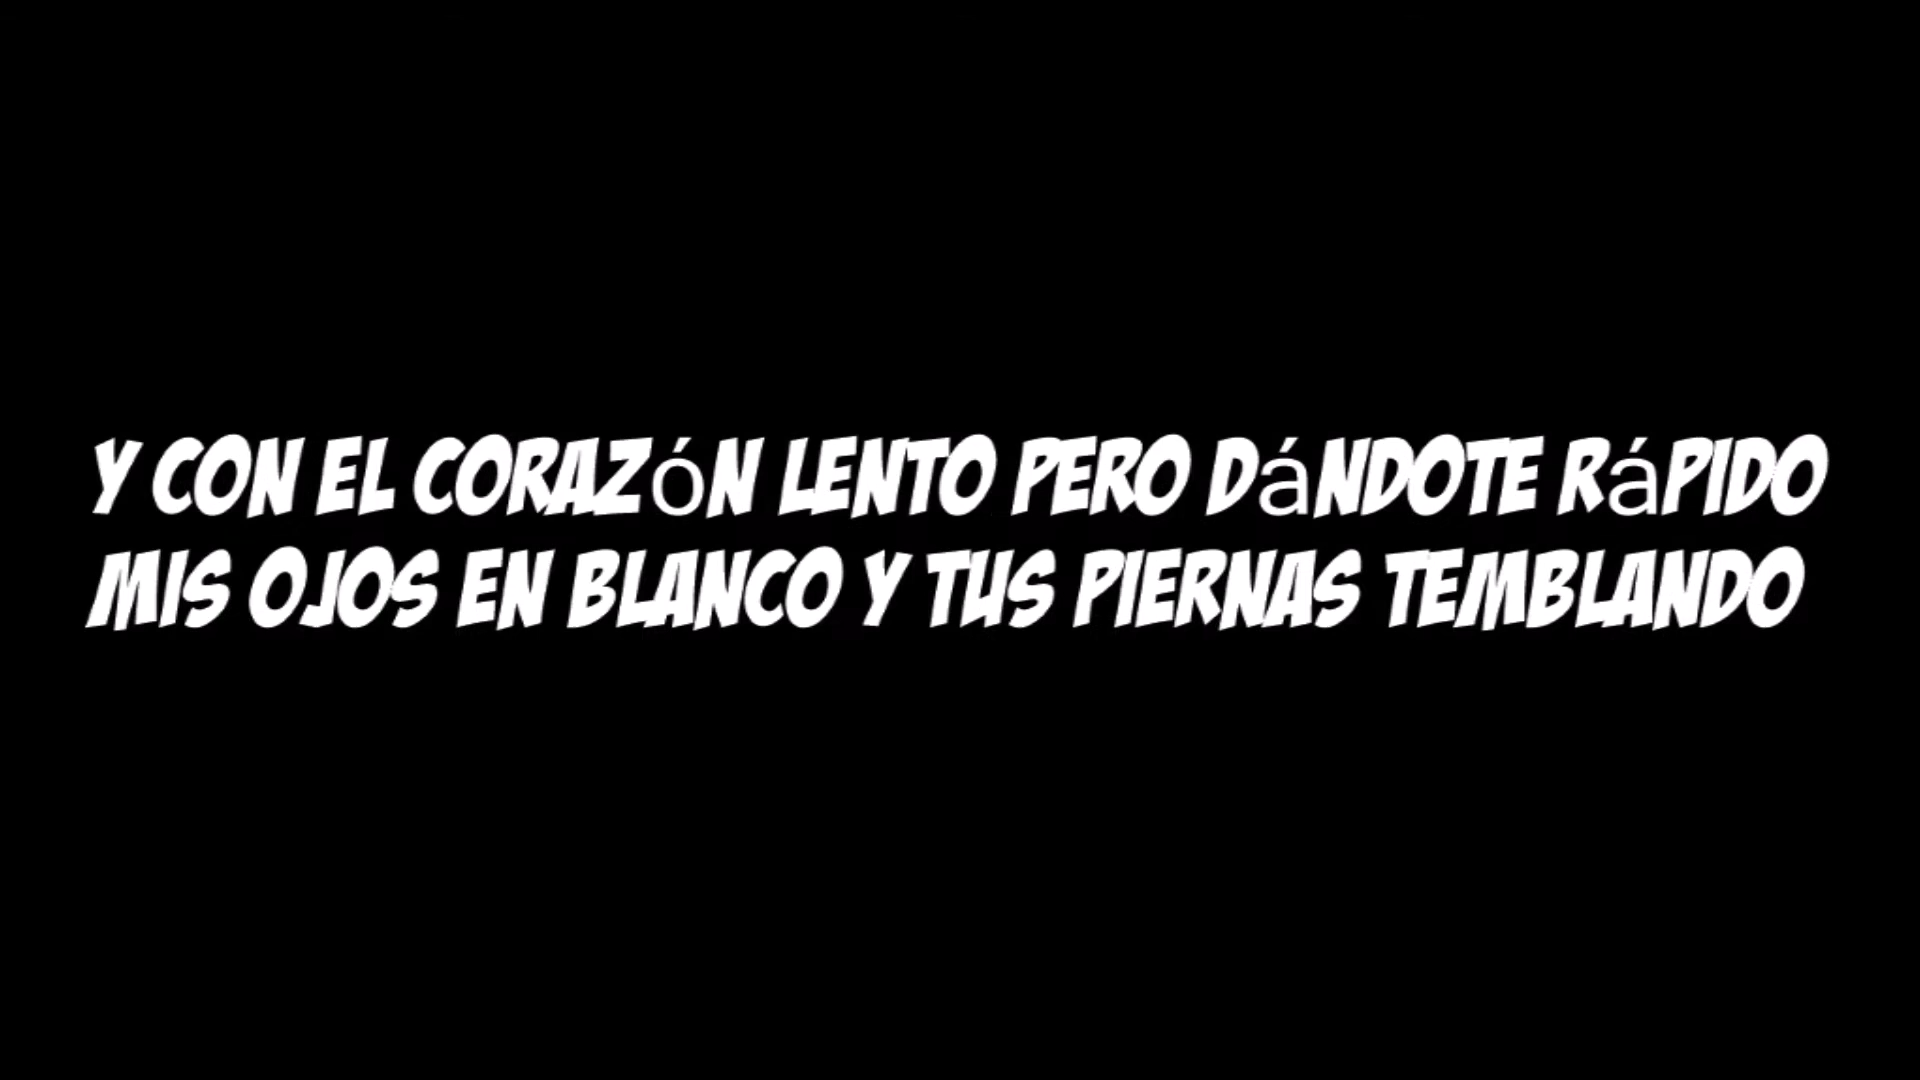 Y CON EL CORAZóN LENTO PERO DáNDOTE RáPIDO
MIS OJOS EN BLANCO Y TUS PIERNAS TEMBLANDO